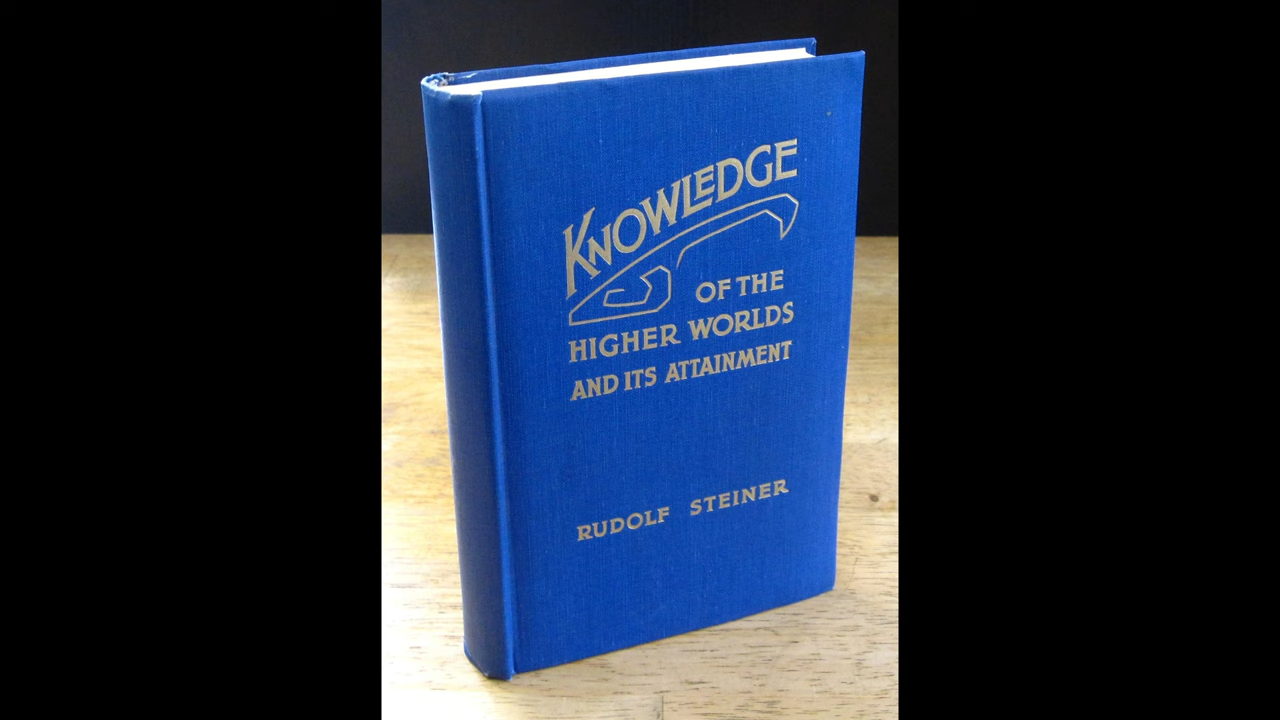 KNOWLEDGE
OF THE
HIGHER WORLDS
AND ITS ATTAINMENT
RUDOLF STEINER